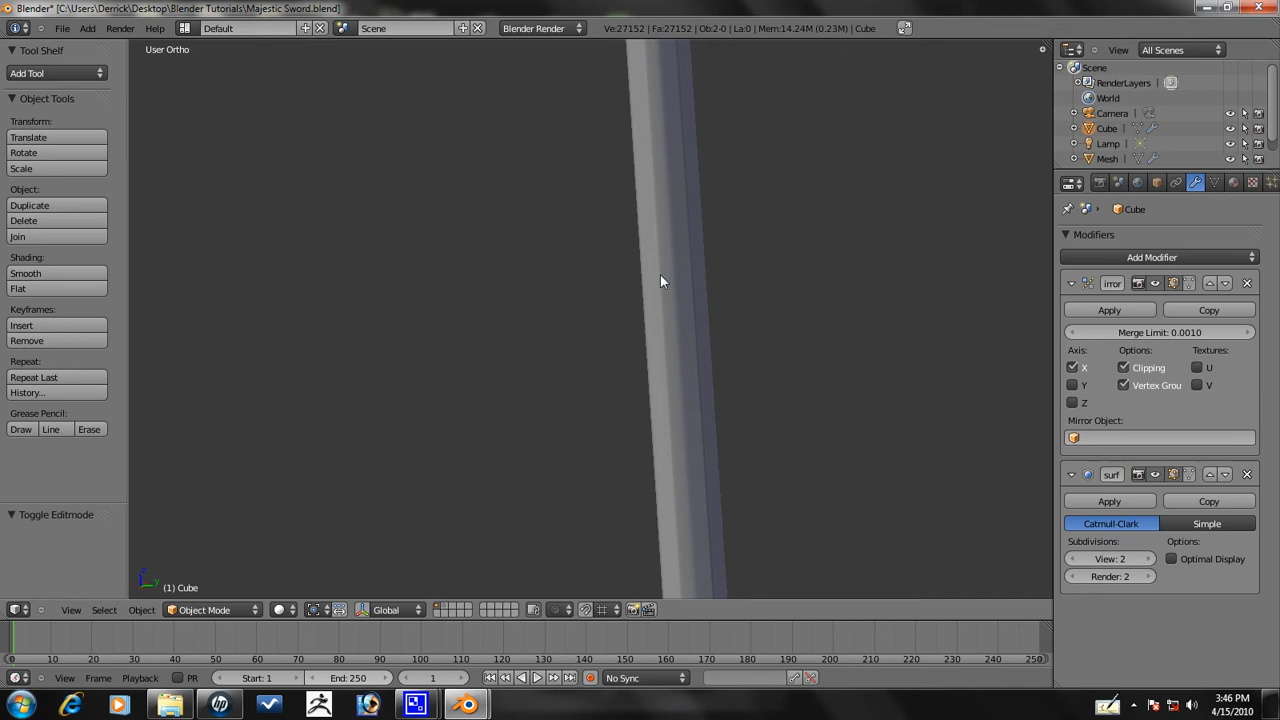 Blender* [C:\Users\Derrick\Desktop\Blender Tutorials\Majestic Sword.blend]
File Add Render Help Default Scene Blender Render Ve:27152 | Fa:27152 | Ob:2-0 | La:0 | Mem:14.24M (0.23M) | Cube
Tool Shelf
Add Tool
Object Tools
Transform:
Translate
Rotate
Scale
Object:
Duplicate
Delete
Join
Shading:
Smooth
Flat
Keyframes:
Insert
Remove
Repeat:
Repeat Last
History...
Grease Pencil:
Draw Line Erase
Toggle Editmode
User Ortho
z
y
(1) Cube
View All Scenes
Scene
RenderLayers
World
Camera
Cube
Lamp
Mesh
Cube
Modifiers
Add Modifier
irror
Apply Copy
Merge Limit: 0.0010
Axis: Options: Textures:
X Clipping U
Y Vertex Grou V
Z
Mirror Object:
surf
Apply Copy
Catmull-Clark Simple
Subdivisions: Options:
View: 2 Optimal Display
Render: 2
View Select Object Object Mode Global
0 10 20 30 40 50 60 70 80 90 100 110 120 130 140 150 160 170 180 190 200 210 220 230 240 250
View Frame Playback PR Start: 1 End: 250 1 No Sync
3:46 PM
4/15/2010